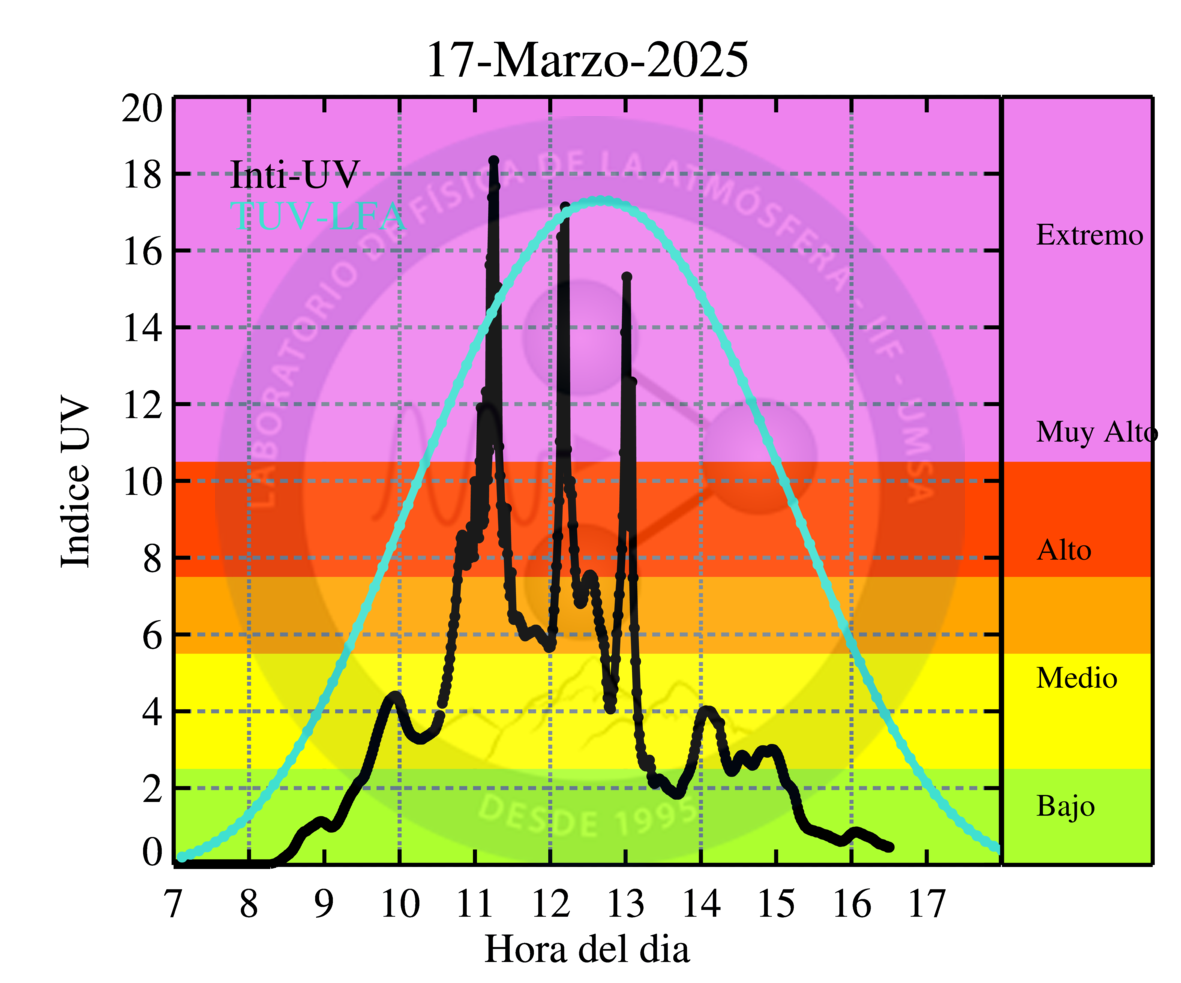 17-Marzo-2025
Inti-UV
TUV-LFA
LABORATORIO DE FÍSICA DE LA ATMÓSFERA - IIF - UMSA
DESDE 1995
Indice UV
20
18
16
14
12
10
8
6
4
2
0
Extremo
Muy Alto
Alto
Medio
Bajo
7 8 9 10 11 12 13 14 15 16 17
Hora del dia